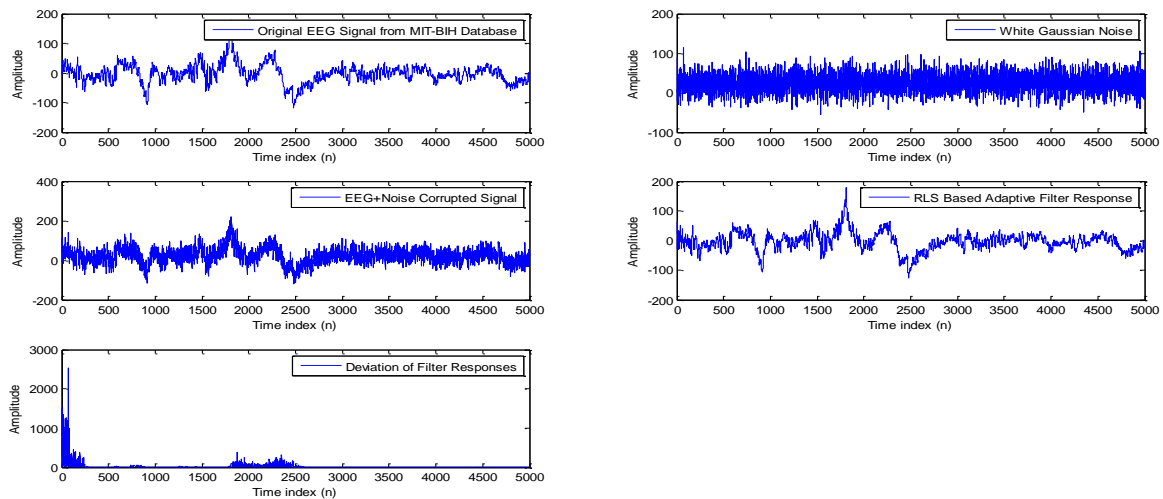 200
100
0
-100
-200
Amplitude
Original EEG Signal from MIT-BIH Database
0 500 1000 1500 2000 2500 3000 3500 4000 4500 5000
Time index (n)
200
100
0
-100
Amplitude
White Gaussian Noise
0 500 1000 1500 2000 2500 3000 3500 4000 4500 5000
Time index (n)
400
200
0
-200
Amplitude
EEG+Noise Corrupted Signal
0 500 1000 1500 2000 2500 3000 3500 4000 4500 5000
Time index (n)
200
100
0
-100
-200
Amplitude
RLS Based Adaptive Filter Response
0 500 1000 1500 2000 2500 3000 3500 4000 4500 5000
Time index (n)
3000
2000
1000
0
Amplitude
Deviation of Filter Responses
0 500 1000 1500 2000 2500 3000 3500 4000 4500 5000
Time index (n)